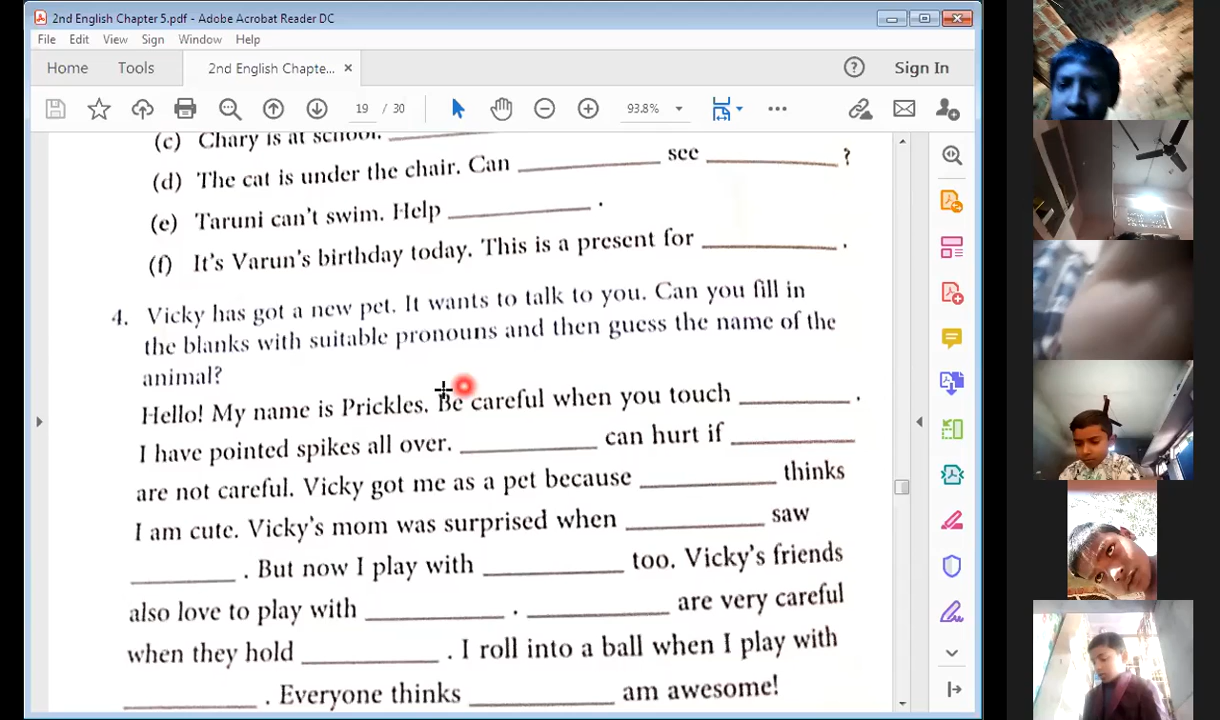 2nd English Chapter 5.pdf - Adobe Acrobat Reader DC
File Edit View Sign Window Help
Home Tools 2nd English Chapte... × ? Sign In
19 / 30 93.8%
(c) Chary is at school. ________
(d) The cat is under the chair. Can ________ see ________ ?
(e) Taruni can't swim. Help ________ .
(f) It's Varun's birthday today. This is a present for ________ .
4. Vicky has got a new pet. It wants to talk to you. Can you fill in
the blanks with suitable pronouns and then guess the name of the
animal?
Hello! My name is Prickles. Be careful when you touch ________ .
I have pointed spikes all over. ________ can hurt if ________
are not careful. Vicky got me as a pet because ________ thinks
I am cute. Vicky's mom was surprised when ________ saw
________ . But now I play with ________ too. Vicky's friends
also love to play with ________ . ________ are very careful
when they hold ________ . I roll into a ball when I play with
________ . Everyone thinks ________ am awesome!